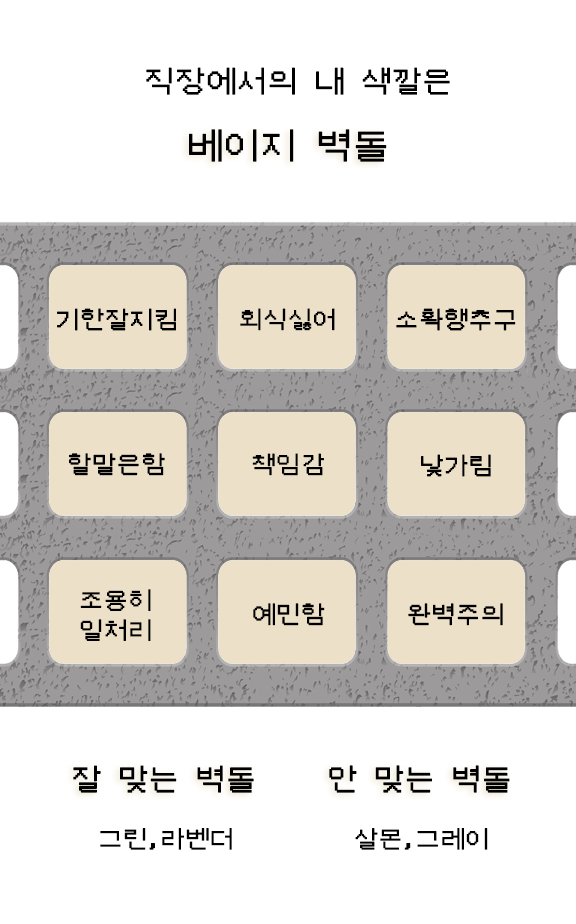 직장에서의 내 색깔은
베이지 벽돌
기한잘지킴 회식싫어 소확행추구
할말은함 책임감 낯가림
조용히
일처리
예민함 완벽주의
잘 맞는 벽돌 안 맞는 벽돌
그린,라벤더 살몬,그레이